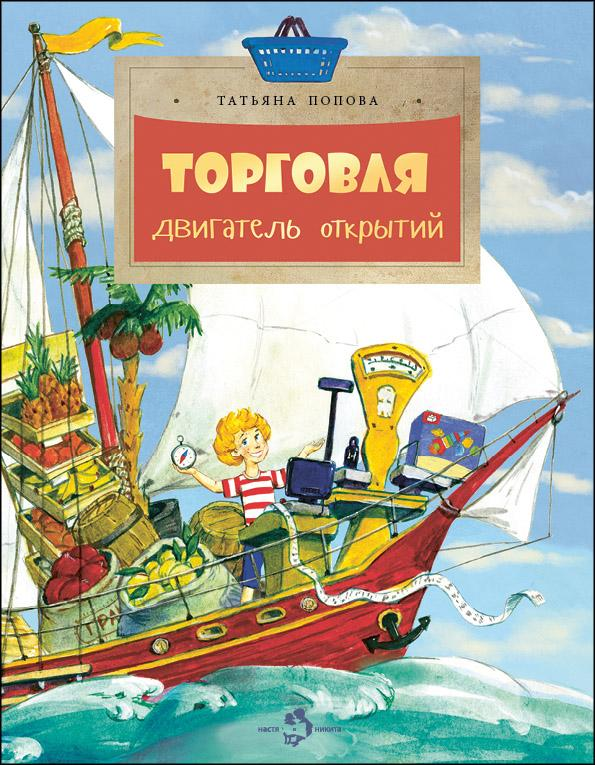 ТАТЬЯНА ПОПОВА
ТОРГОВЛЯ
ДВИГАТЕЛЬ ОТКРЫТИЙ
настя и никита